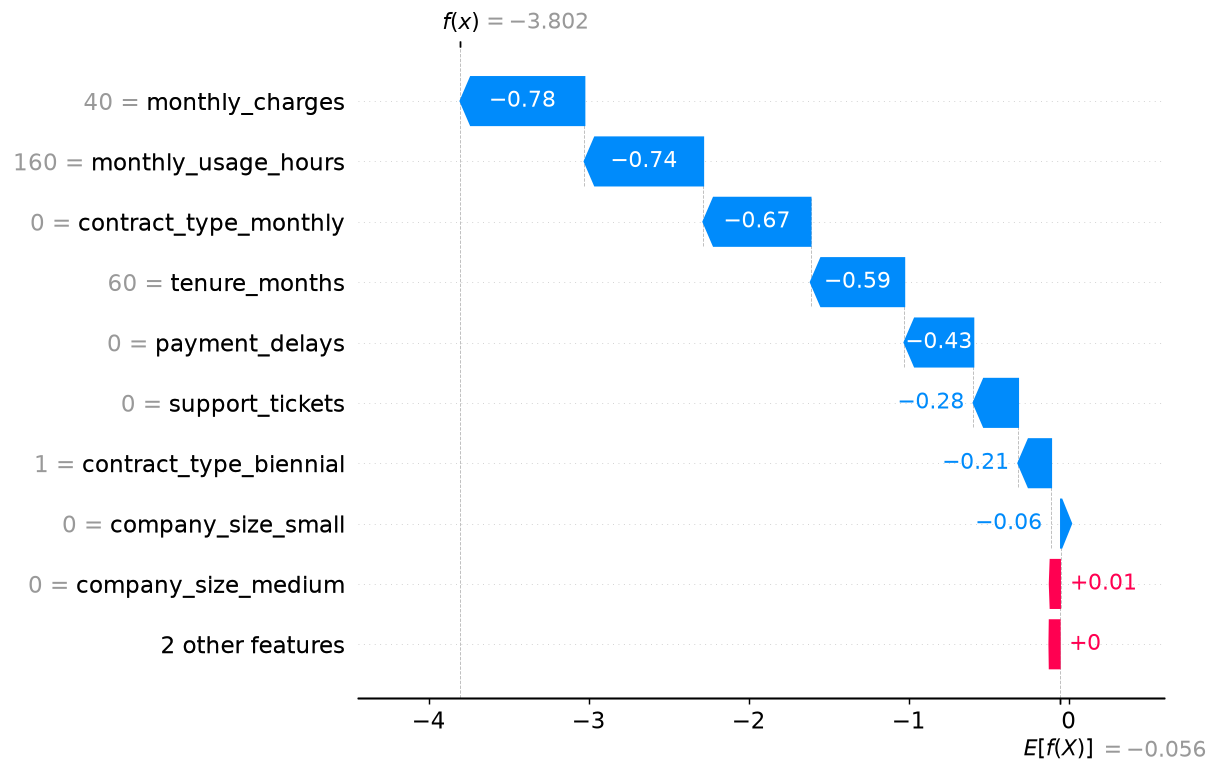 f(x) = −3.802
40 = monthly_charges −0.78
160 = monthly_usage_hours −0.74
0 = contract_type_monthly −0.67
60 = tenure_months −0.59
0 = payment_delays −0.43
0 = support_tickets −0.28
1 = contract_type_biennial −0.21
0 = company_size_small −0.06
0 = company_size_medium +0.01
2 other features +0
−4 −3 −2 −1 0
E[f(X)] = −0.056